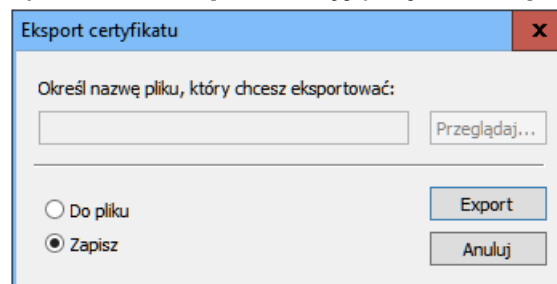 Eksport certyfikatu
x
Określ nazwę pliku, który chcesz eksportować:
Przeglądaj...
Do pliku
Export
Zapisz
Anuluj